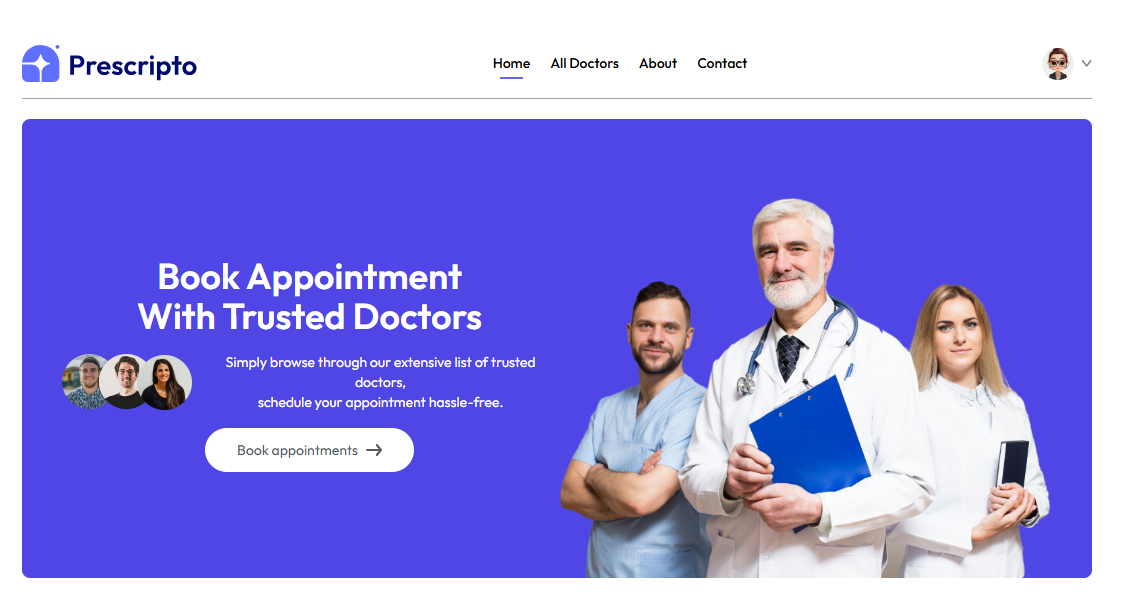 Prescripto
Home
All Doctors
About
Contact
Book Appointment
With Trusted Doctors
Simply browse through our extensive list of trusted
doctors,
schedule your appointment hassle-free.
Book appointments